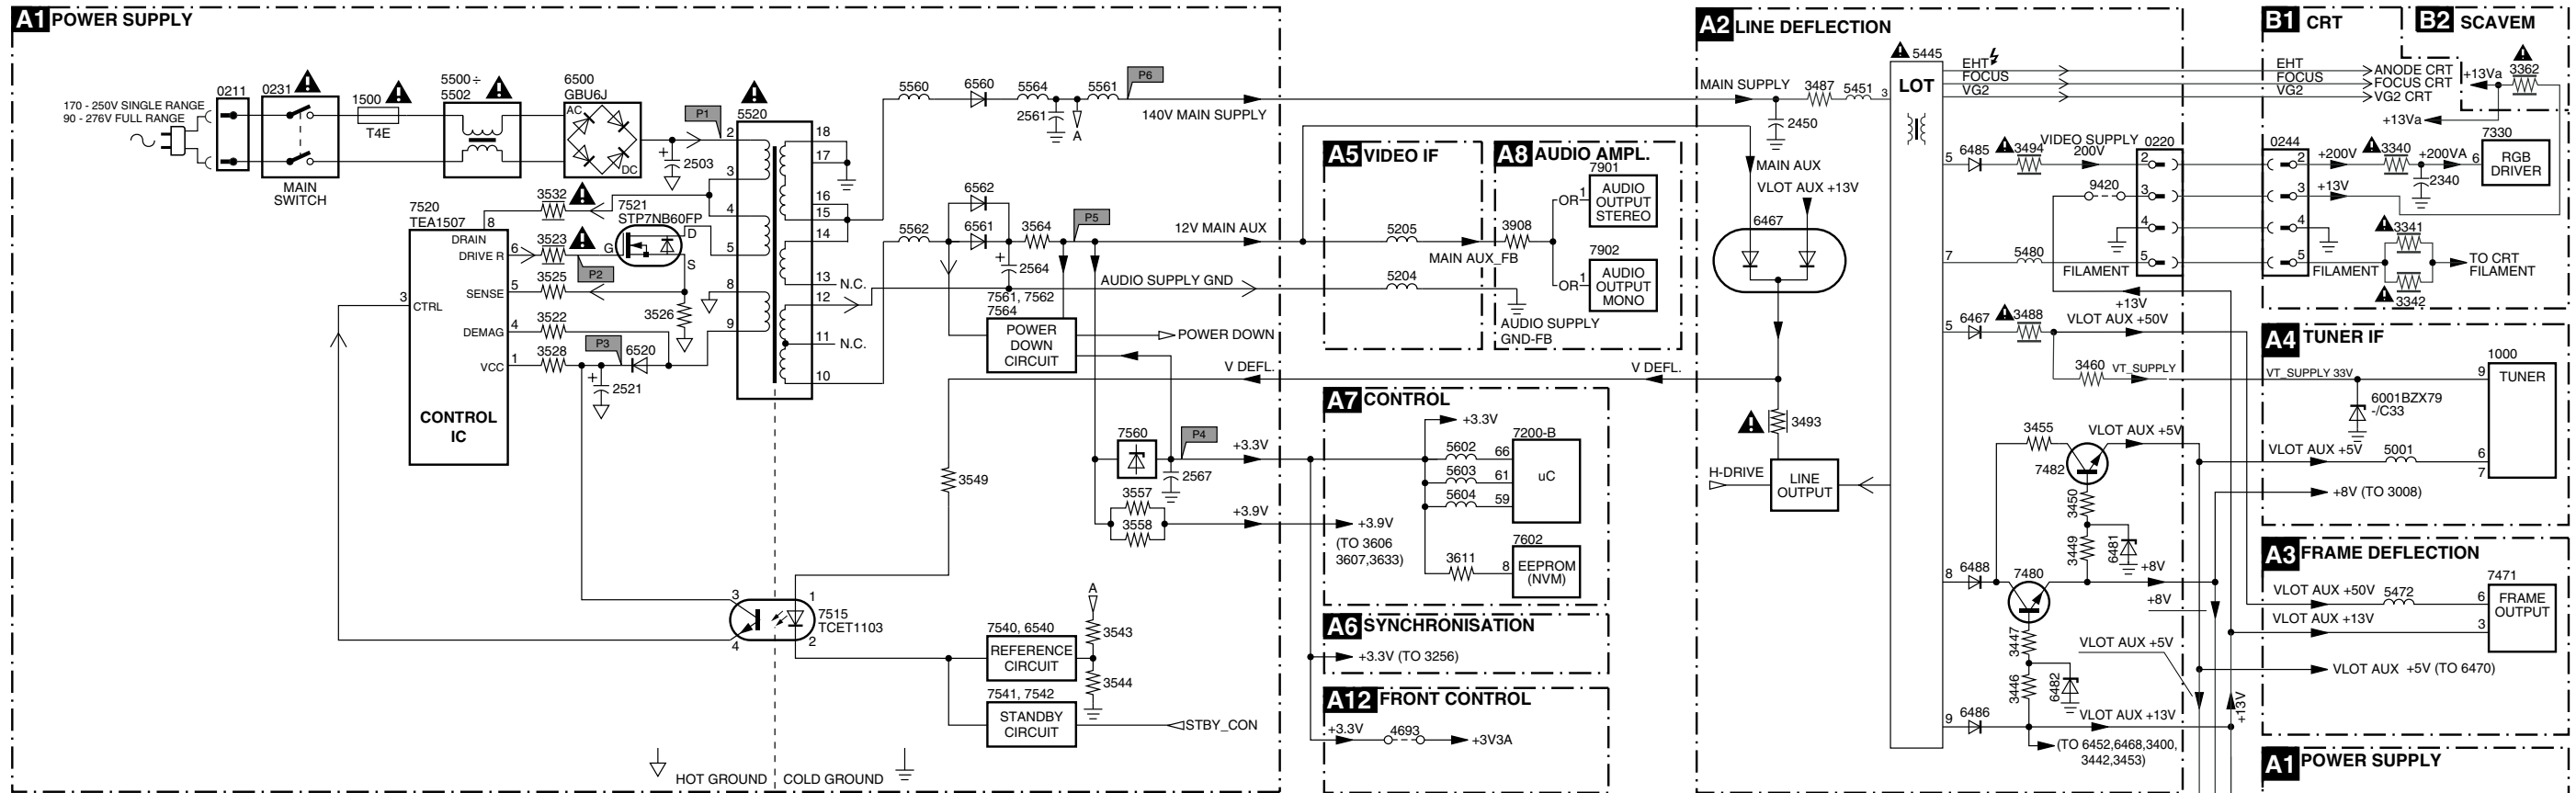 A1 POWER SUPPLY
170 - 250V SINGLE RANGE
90 - 276V FULL RANGE
0211
0231
MAIN
SWITCH
1500
T4E
5500÷
5502
6500
GBU6J
AC
DC
P1
2503
5520
2
3
4
5
8
9
18
17
16
15
14
13
N.C.
12
11
N.C.
10
7520
TEA1507
8
DRAIN
6
DRIVE R
5
SENSE
3
CTRL
4
DEMAG
1
VCC
CONTROL
IC
3532
3523
P2
3525
3522
3528
P3
6520
2521
3526
7521
STP7NB60FP
G
D
S
5560
6560
5564
2561
A
5561
P6
140V MAIN SUPPLY
5562
6562
6561
3564
2564
P5
12V MAIN AUX
AUDIO SUPPLY GND
7561, 7562
7564
POWER
DOWN
CIRCUIT
POWER DOWN
V DEFL.
3549
7560
P4
2567
+3.3V
3557
3558
+3.9V
3
4
1
2
7515
TCET1103
7540, 6540
REFERENCE
CIRCUIT
7541, 7542
STANDBY
CIRCUIT
STBY_CON
A
3543
3544
HOT GROUND
COLD GROUND
A5 VIDEO IF
5205
MAIN AUX_FB
5204
A8 AUDIO AMPL.
3908
OR
1
7901
AUDIO
OUTPUT
STEREO
7902
OR
1
AUDIO
OUTPUT
MONO
AUDIO SUPPLY
GND-FB
V DEFL.
A7 CONTROL
+3.3V
5602
66
5603
61
5604
59
7200-B
uC
+3.9V
(TO 3606
3607,3633)
3611
7602
8
EEPROM
(NVM)
A6 SYNCHRONISATION
+3.3V (TO 3256)
A12 FRONT CONTROL
+3.3V
4693
+3V3A
A2 LINE DEFLECTION
MAIN SUPPLY
2450
3487
5451
3
5445
LOT
EHT
FOCUS
VG2
MAIN AUX
VLOT AUX +13V
6467
3493
H-DRIVE
LINE
OUTPUT
5
6485
3494
VIDEO SUPPLY
200V
0220
2
3
4
5
9420
7
5480
FILAMENT
+13V
5
6467
3488
VLOT AUX +50V
3460
VT_SUPPLY
3455
VLOT AUX +5V
7482
3450
3449
6481
8
6488
7480
+8V
+8V
3447
3446
6482
VLOT AUX +5V
9
6486
VLOT AUX +13V
+13V
(TO 6452,6468,3400,
3442,3453)
B1 CRT
B2 SCAVEM
EHT
FOCUS
VG2
ANODE CRT
FOCUS CRT
VG2 CRT
+13Va
3362
+13Va
0244
2
3
4
5
+200V
3340
+200VA
2340
7330
6
RGB
DRIVER
+13V
3341
FILAMENT
3342
TO CRT
FILAMENT
A4 TUNER IF
1000
VT_SUPPLY 33V
9
TUNER
6001BZX79
-/C33
VLOT AUX +5V
5001
6
7
+8V (TO 3008)
A3 FRAME DEFLECTION
VLOT AUX +50V
5472
7471
6
FRAME
OUTPUT
VLOT AUX +13V
3
VLOT AUX +5V (TO 6470)
A1 POWER SUPPLY